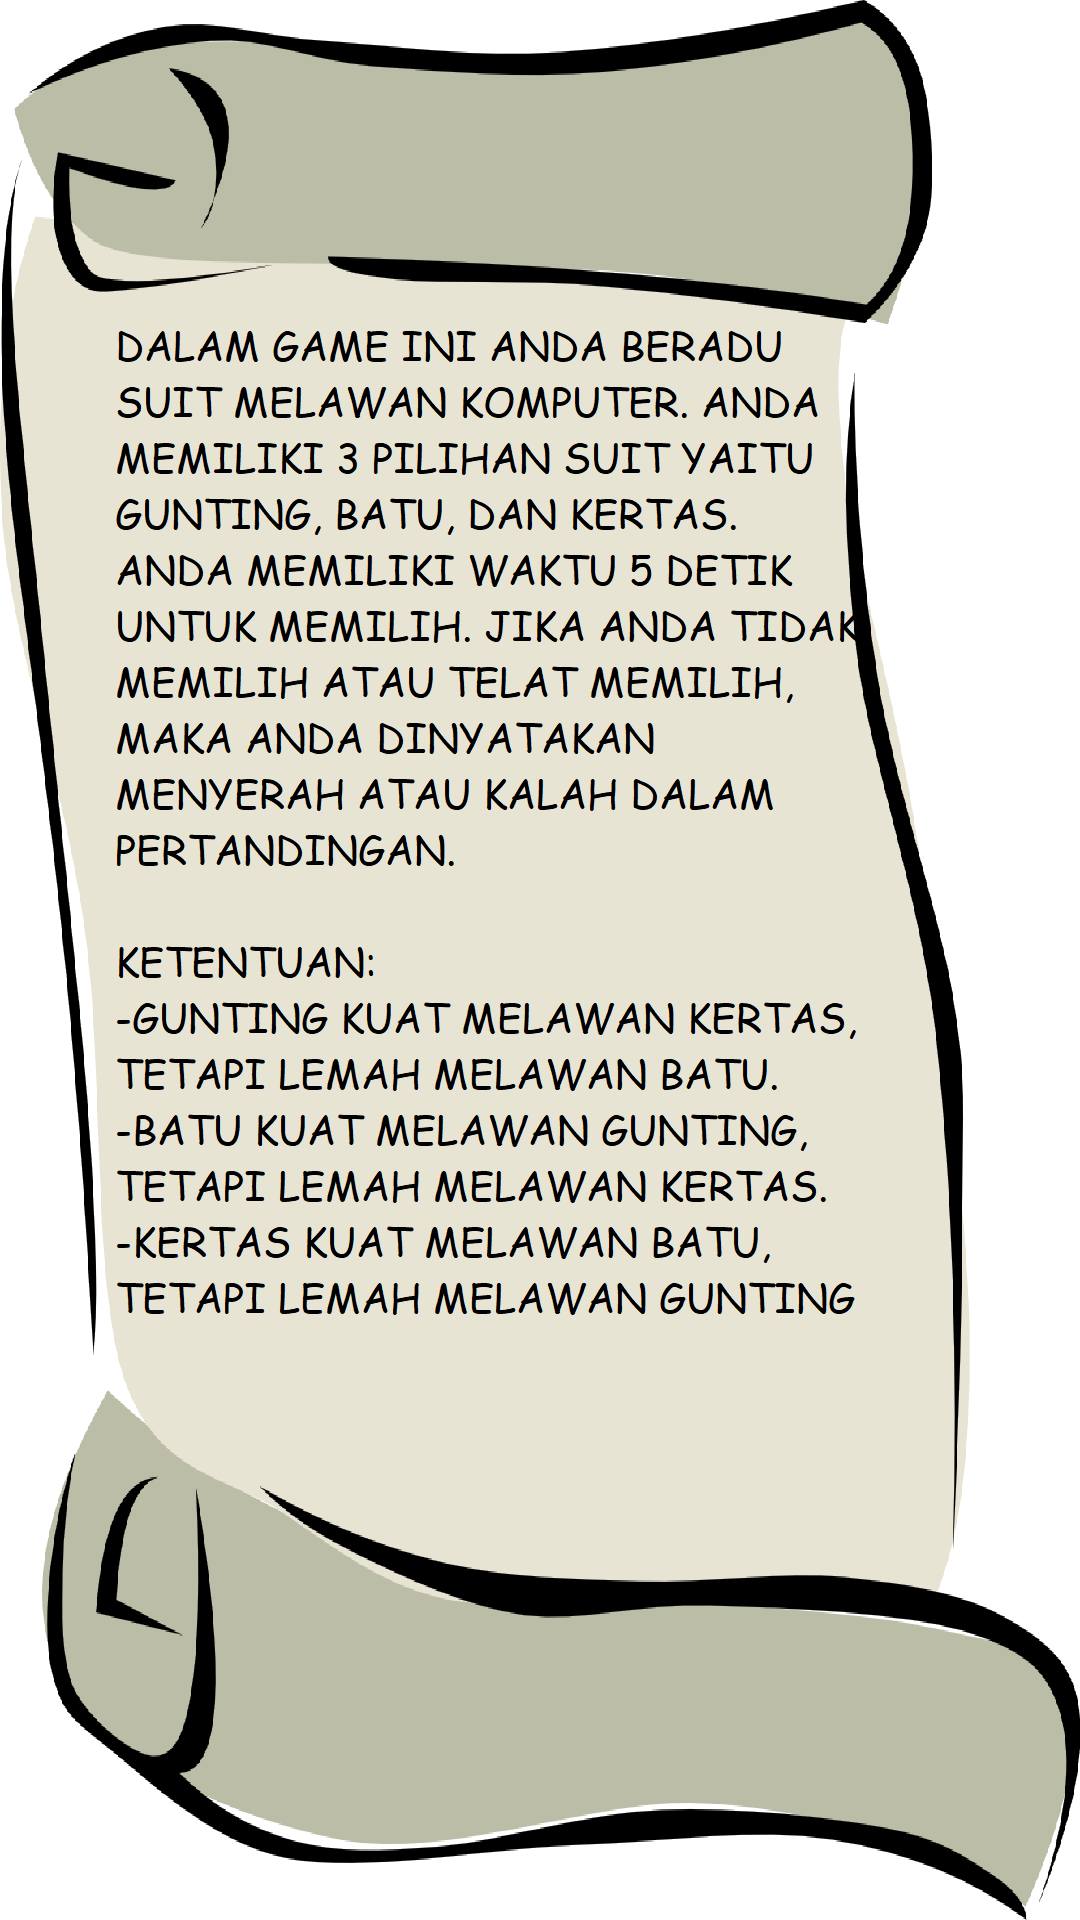 DALAM GAME INI ANDA BERADU
SUIT MELAWAN KOMPUTER. ANDA
MEMILIKI 3 PILIHAN SUIT YAITU
GUNTING, BATU, DAN KERTAS.
ANDA MEMILIKI WAKTU 5 DETIK
UNTUK MEMILIH. JIKA ANDA TIDAK
MEMILIH ATAU TELAT MEMILIH,
MAKA ANDA DINYATAKAN
MENYERAH ATAU KALAH DALAM
PERTANDINGAN.
KETENTUAN:
-GUNTING KUAT MELAWAN KERTAS,
TETAPI LEMAH MELAWAN BATU.
-BATU KUAT MELAWAN GUNTING,
TETAPI LEMAH MELAWAN KERTAS.
-KERTAS KUAT MELAWAN BATU,
TETAPI LEMAH MELAWAN GUNTING